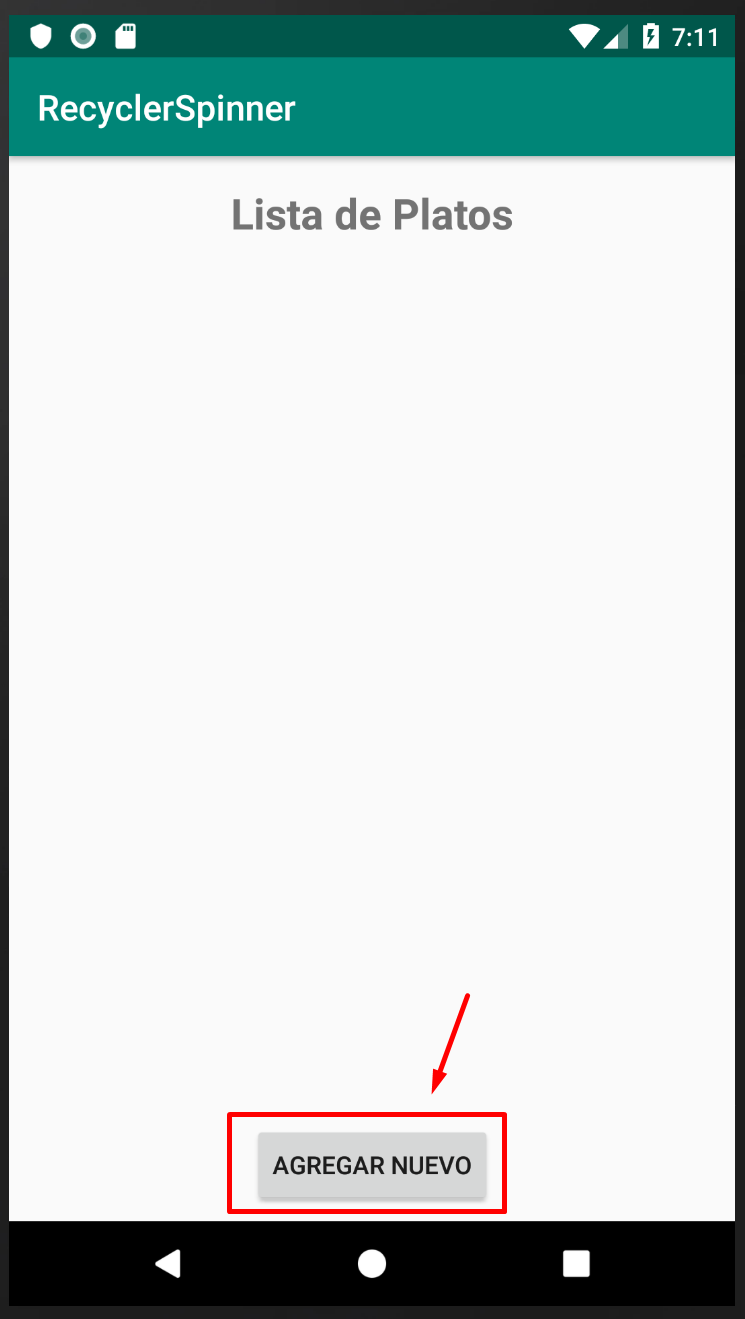 7:11
RecyclerSpinner
Lista de Platos
AGREGAR NUEVO